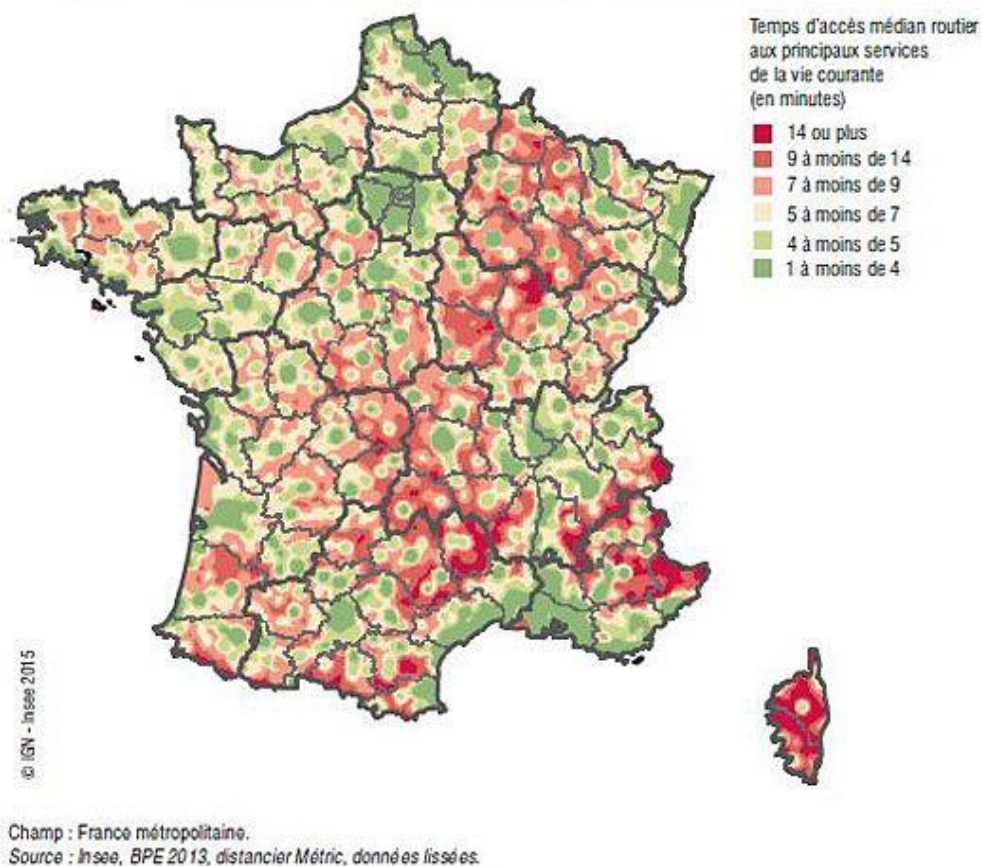 Temps d'accès médian routier
aux principaux services
de la vie courante
(en minutes)
14 ou plus
9 à moins de 14
7 à moins de 9
5 à moins de 7
4 à moins de 5
1 à moins de 4
© IGN - Insee 2015
Champ : France métropolitaine.
Source : Insee, BPE 2013, distancier Métric, données lissées.